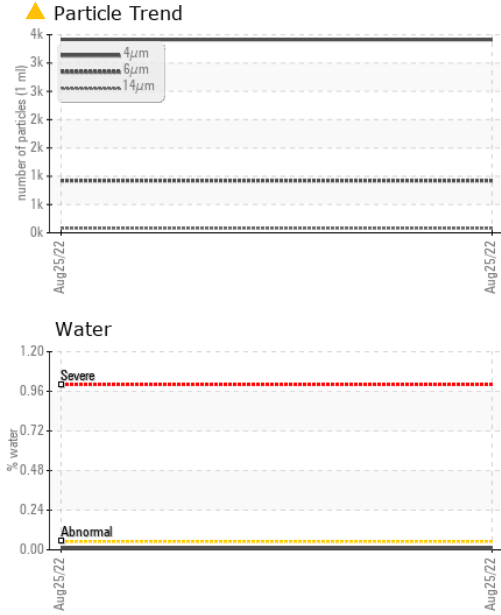 Particle Trend
number of particles (1 ml)
4k
3k
3k
2k
2k
1k
1k
0k
4µm
6µm
14µm
Aug25/22
Aug25/22
Water
% water
1.20
0.96
0.72
0.48
0.24
0.00
Severe
Abnormal
Aug25/22
Aug25/22